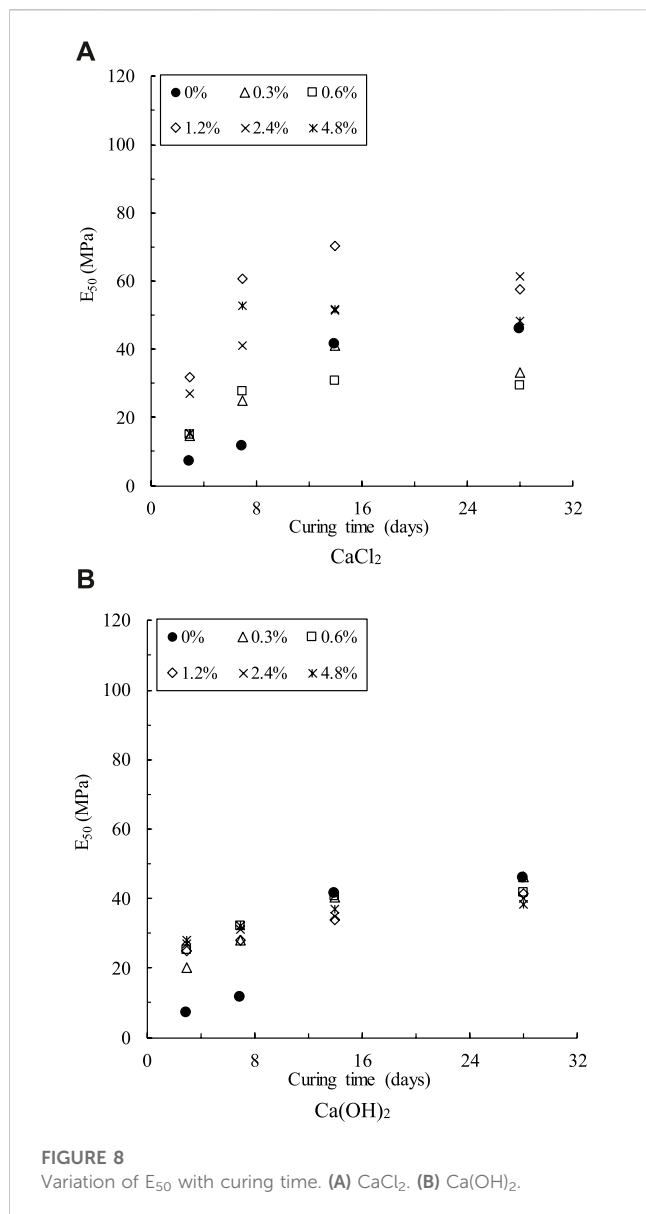 A
120
● 0% △ 0.3% □ 0.6%
◇ 1.2% × 2.4% ж 4.8%
100
80
60
40
20
0
E₅₀ (MPa)
0 8 16 24 32
Curing time (days)
CaCl₂
B
120
● 0% △ 0.3% □ 0.6%
◇ 1.2% × 2.4% ж 4.8%
100
80
60
40
20
0
E₅₀ (MPa)
0 8 16 24 32
Curing time (days)
Ca(OH)₂
FIGURE 8
Variation of E₅₀ with curing time. (A) CaCl₂. (B) Ca(OH)₂.